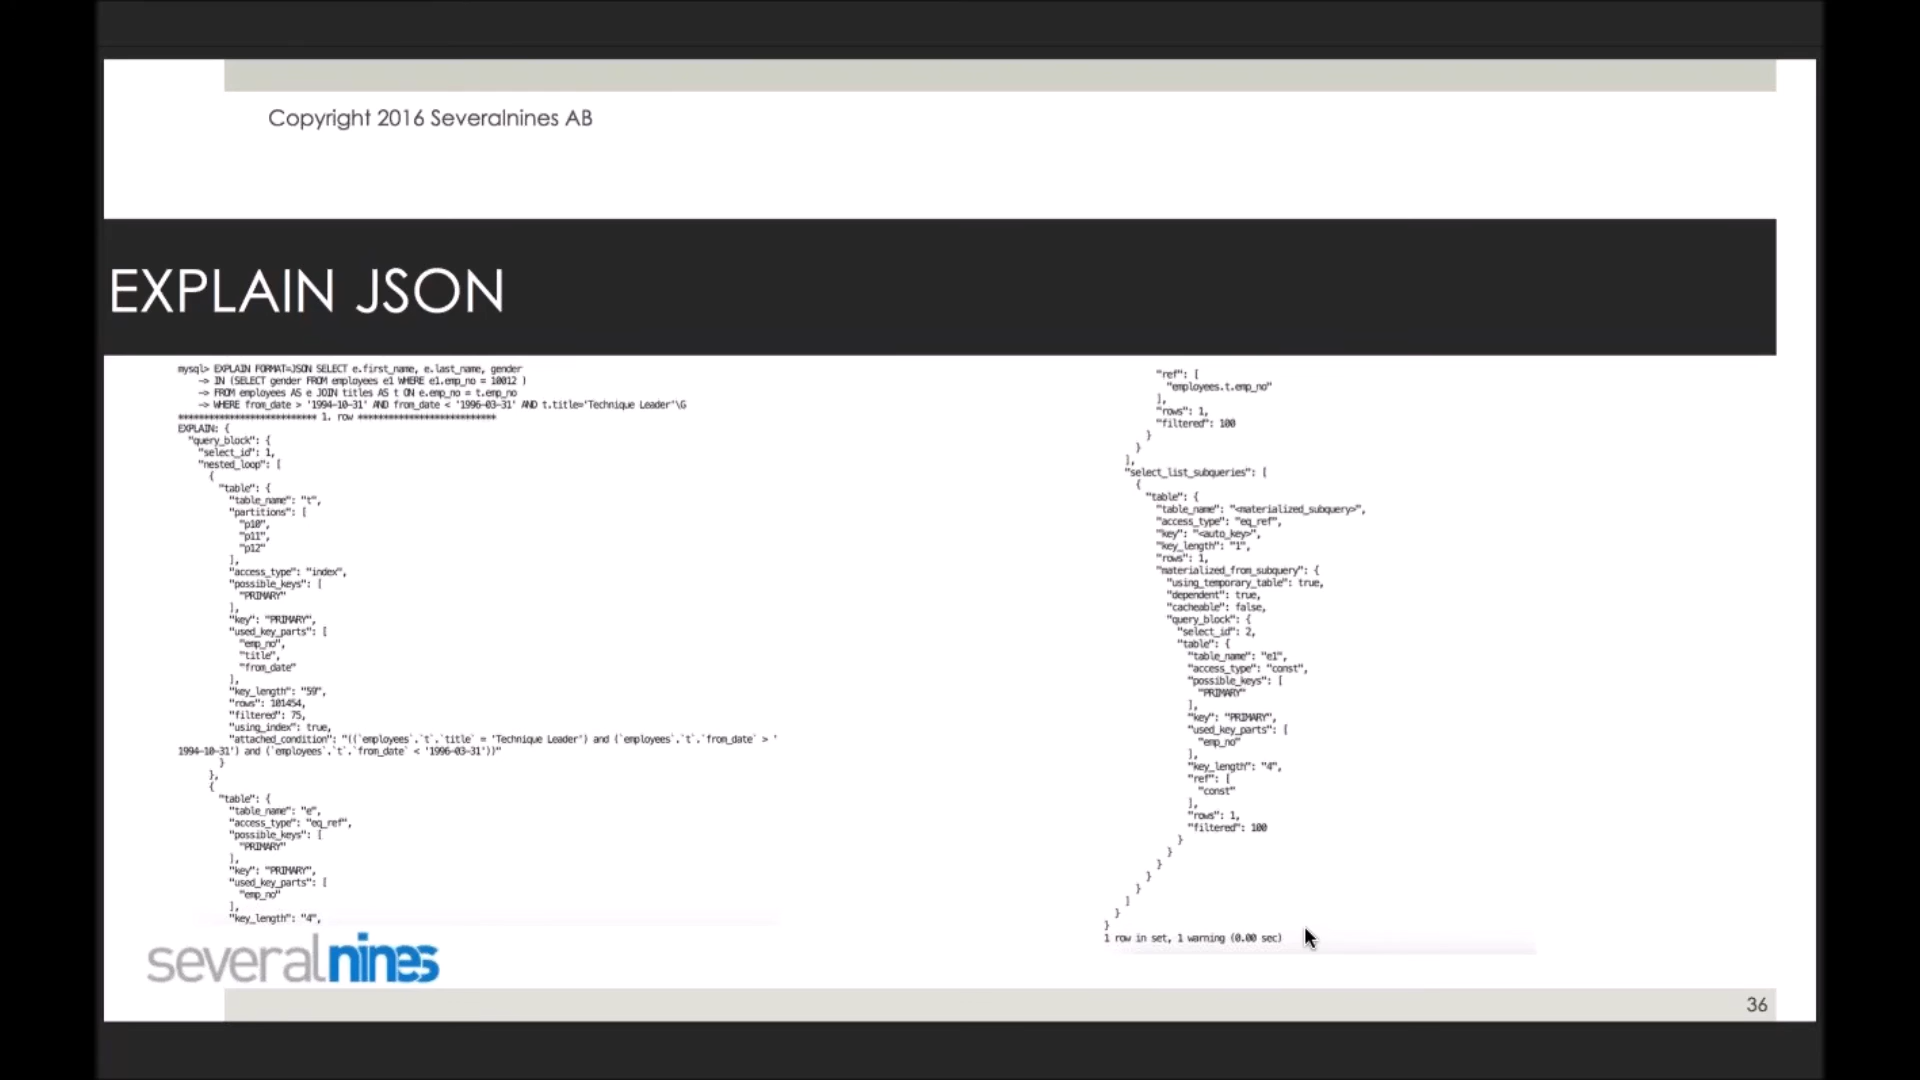 Copyright 2016 Severalnines AB
EXPLAIN JSON
mysql> EXPLAIN FORMAT=JSON SELECT e.first_name, e.last_name, gender
-> IN (SELECT gender FROM employees e1 WHERE e1.emp_no = 10012 )
-> FROM employees AS e JOIN titles AS t ON e.emp_no = t.emp_no
-> WHERE from_date > '1994-10-31' AND from_date < '1996-03-31' AND t.title='Technique Leader'\G
*************************** 1. row ***************************
EXPLAIN: {
"query_block": {
"select_id": 1,
"nested_loop": [
{
"table": {
"table_name": "t",
"partitions": [
"p10",
"p11",
"p12"
],
"access_type": "index",
"possible_keys": [
"PRIMARY"
],
"key": "PRIMARY",
"used_key_parts": [
"emp_no",
"title",
"from_date"
],
"key_length": "59",
"rows": 101454,
"filtered": 75,
"using_index": true,
"attached_condition": "((`employees`.`t`.`title` = 'Technique Leader') and (`employees`.`t`.`from_date` > '
1994-10-31') and (`employees`.`t`.`from_date` < '1996-03-31'))"
}
},
{
"table": {
"table_name": "e",
"access_type": "eq_ref",
"possible_keys": [
"PRIMARY"
],
"key": "PRIMARY",
"used_key_parts": [
"emp_no"
],
"key_length": "4",
"ref": [
"employees.t.emp_no"
],
"rows": 1,
"filtered": 100
}
}
],
"select_list_subqueries": [
{
"table": {
"table_name": "<materialized_subquery>",
"access_type": "eq_ref",
"key": "<auto_key>",
"key_length": "1",
"rows": 1,
"materialized_from_subquery": {
"using_temporary_table": true,
"dependent": true,
"cacheable": false,
"query_block": {
"select_id": 2,
"table": {
"table_name": "e1",
"access_type": "const",
"possible_keys": [
"PRIMARY"
],
"key": "PRIMARY",
"used_key_parts": [
"emp_no"
],
"key_length": "4",
"ref": [
"const"
],
"rows": 1,
"filtered": 100
}
}
}
}
}
]
}
}
1 row in set, 1 warning (0.00 sec)
severalnines
36